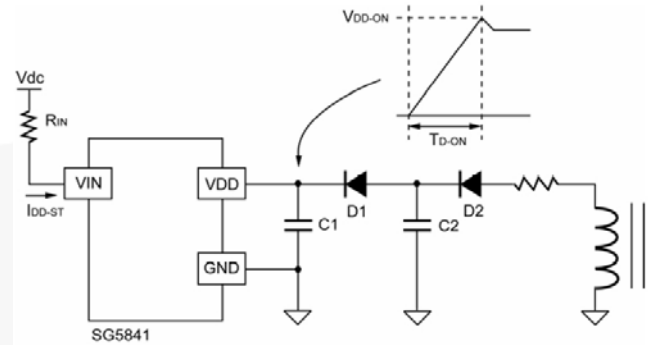 VDD-ON
Vdc
RIN
TD-ON
VIN
VDD
IDD-ST
D1
D2
C1
C2
GND
SG5841